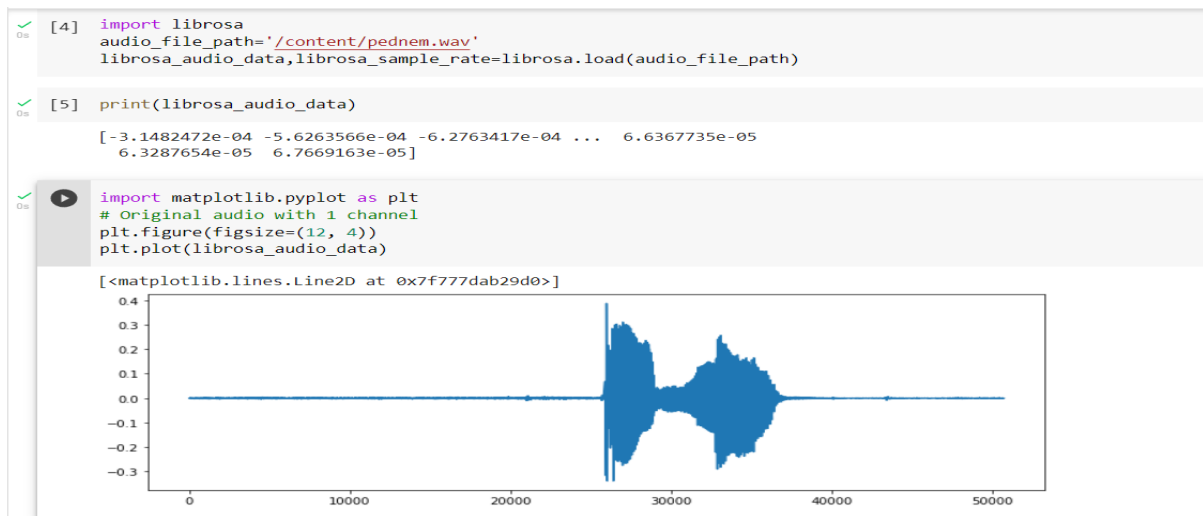 [4] import librosa
audio_file_path='/content/pednem.wav'
librosa_audio_data,librosa_sample_rate=librosa.load(audio_file_path)
0s
[5] print(librosa_audio_data)
0s
[-3.1482472e-04 -5.6263566e-04 -6.2763417e-04 ...  6.6367735e-05
6.3287654e-05  6.7669163e-05]
import matplotlib.pyplot as plt
0s
# Original audio with 1 channel
plt.figure(figsize=(12, 4))
plt.plot(librosa_audio_data)
[<matplotlib.lines.Line2D at 0x7f777dab29d0>]
0.4
0.3
0.2
0.1
0.0
−0.1
−0.2
−0.3
0 10000 20000 30000 40000 50000